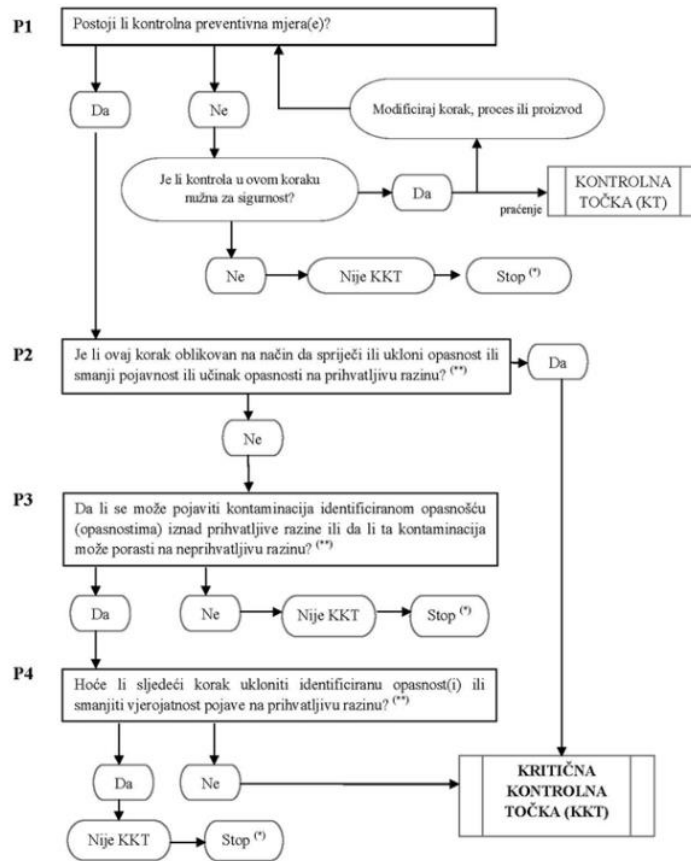 P1
Postoji li kontrolna preventivna mjera(e)?
Da
Ne
Modificiraj korak, proces ili proizvod
Je li kontrola u ovom koraku
nužna za sigurnost?
Da
praćenje
KONTROLNA
TOČKA (KT)
Ne
Nije KKT
Stop (*)
P2
Je li ovaj korak oblikovan na način da spriječi ili ukloni opasnost ili
smanji pojavnost ili učinak opasnosti na prihvatljivu razinu? (**)
Da
Ne
P3
Da li se može pojaviti kontaminacija identificiranom opasnošću
(opasnostima) iznad prihvatljive razine ili da li ta kontaminacija
može porasti na neprihvatljivu razinu? (**)
Da
Ne
Nije KKT
Stop (*)
P4
Hoće li sljedeći korak ukloniti identificiranu opasnost(i) ili
smanjiti vjerojatnost pojave na prihvatljivu razinu? (**)
Da
Ne
KRITIČNA
KONTROLNA
TOČKA (KKT)
Nije KKT
Stop (*)